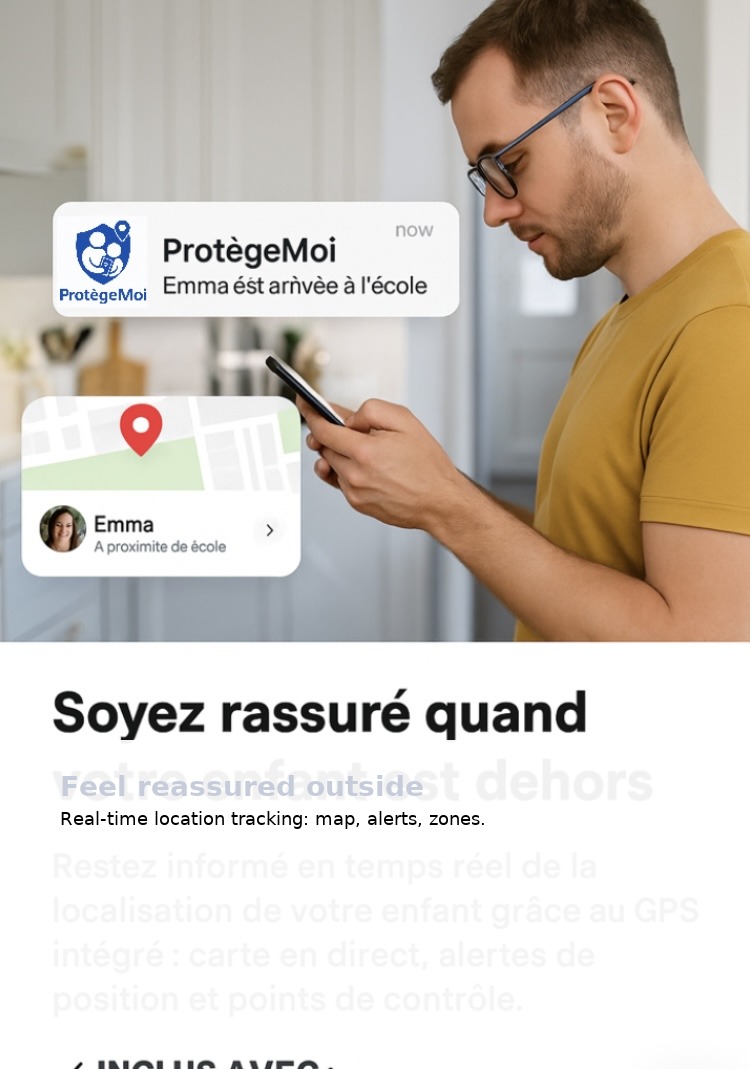 now
ProtègeMoi
ProtègeMoi
Emma ést arǹvèe à l'école
Emma
A proximite de école
Soyez rassuré quand
votre enfant est dehors
Feel reassured outside
Real-time location tracking: map, alerts, zones.
Restez informé en temps réel de la
localisation de votre enfant grâce au GPS
intégré : carte en direct, alertes de
position et points de contrôle.
✓ INCLUS AVEC :